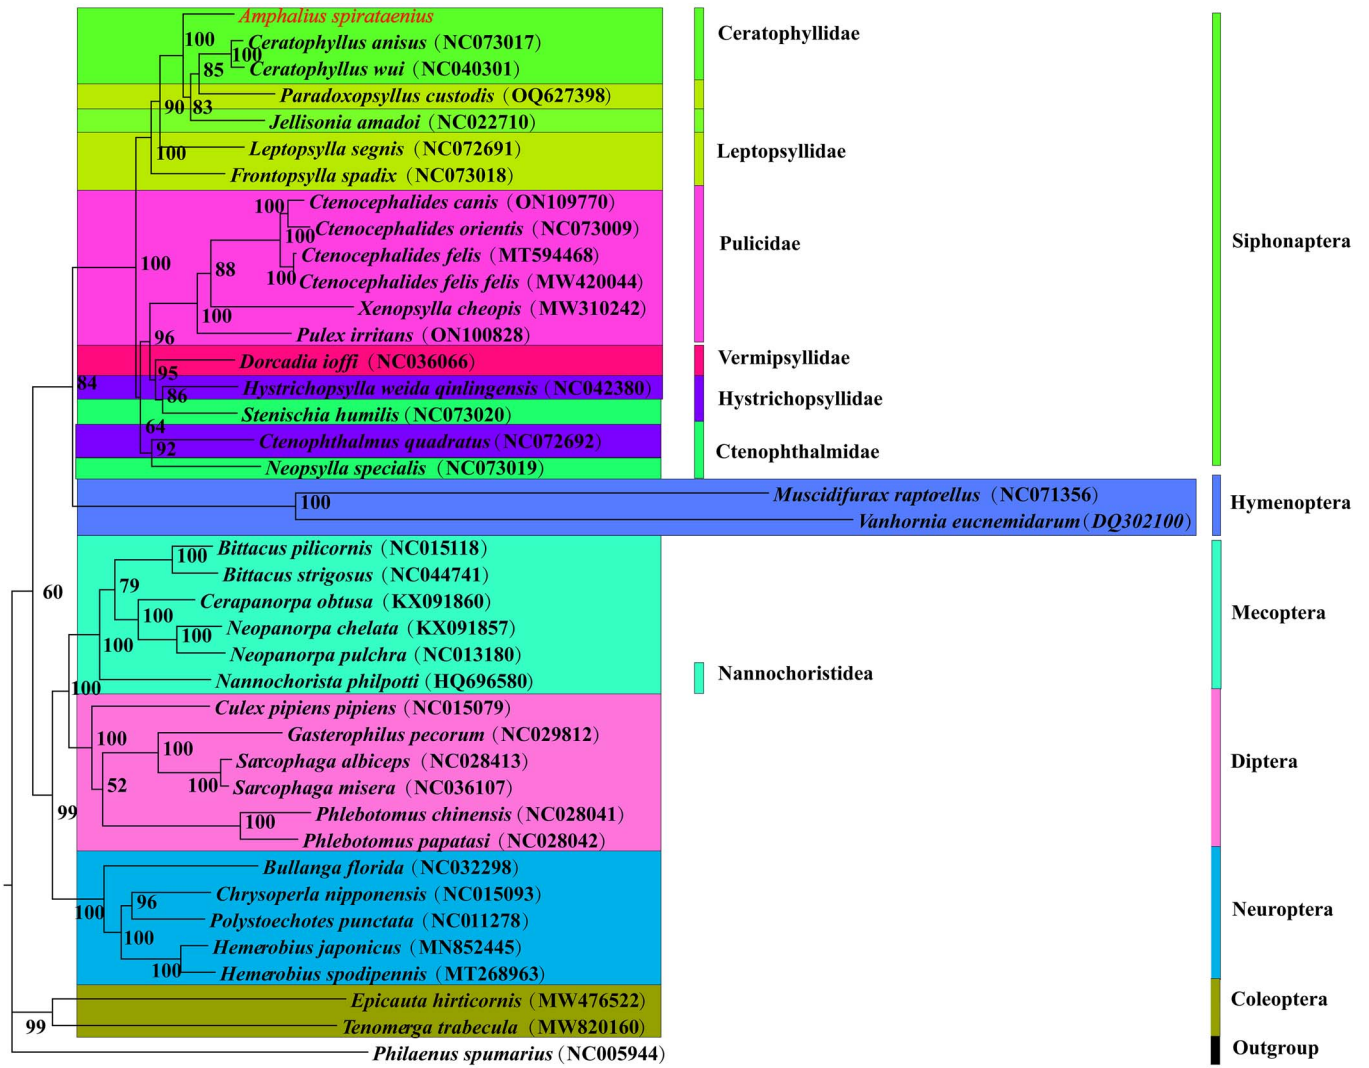 Amphalius spirataenius
100
Ceratophyllus anisus (NC073017)
Ceratophyllidae
100
85
Ceratophyllus wui (NC040301)
Paradoxopsyllus custodis (OQ627398)
90
83
Jellisonia amadoi (NC022710)
Leptopsylla segnis (NC072691)
Leptopsyllidae
100
Frontopsylla spadix (NC073018)
Ctenocephalides canis (ON109770)
100
Ctenocephalides orientis (NC073009)
100
Pulicidae
Siphonaptera
Ctenocephalides felis (MT594468)
100
88
Ctenocephalides felis felis (MW420044)
100
Xenopsylla cheopis (MW310242)
100
Pulex irritans (ON100828)
96
Dorcadia ioffi (NC036066)
Vermipsyllidae
95
84
Hystrichopsylla weida qinlingensis (NC042380)
86
Hystrichopsyllidae
Stenischia humilis (NC073020)
64
Ctenophthalmus quadratus (NC072692)
92
Ctenophthalmidae
Neopsylla specialis (NC073019)
Muscidifurax raptorellus (NC071356)
100
Hymenoptera
Vanhornia eucnemidarum(DQ302100)
Bittacus pilicornis (NC015118)
100
Bittacus strigosus (NC044741)
79
60
Cerapanorpa obtusa (KX091860)
100
Mecoptera
Neopanorpa chelata (KX091857)
100
100
Neopanorpa pulchra (NC013180)
Nannochorista philpotti (HQ696580)
Nannochoristidea
100
Culex pipiens pipiens (NC015079)
100
Gasterophilus pecorum (NC029812)
100
Sarcophaga albiceps (NC028413)
Diptera
52
100
Sarcophaga misera (NC036107)
99
Phlebotomus chinensis (NC028041)
100
Phlebotomus papatasi (NC028042)
Bullanga florida (NC032298)
Chrysoperla nipponensis (NC015093)
96
100
Polystoechotes punctata (NC011278)
Neuroptera
100
Hemerobius japonicus (MN852445)
100
Hemerobius spodipennis (MT268963)
Epicauta hirticornis (MW476522)
Coleoptera
99
Tenomerga trabecula (MW820160)
Philaenus spumarius (NC005944)
Outgroup